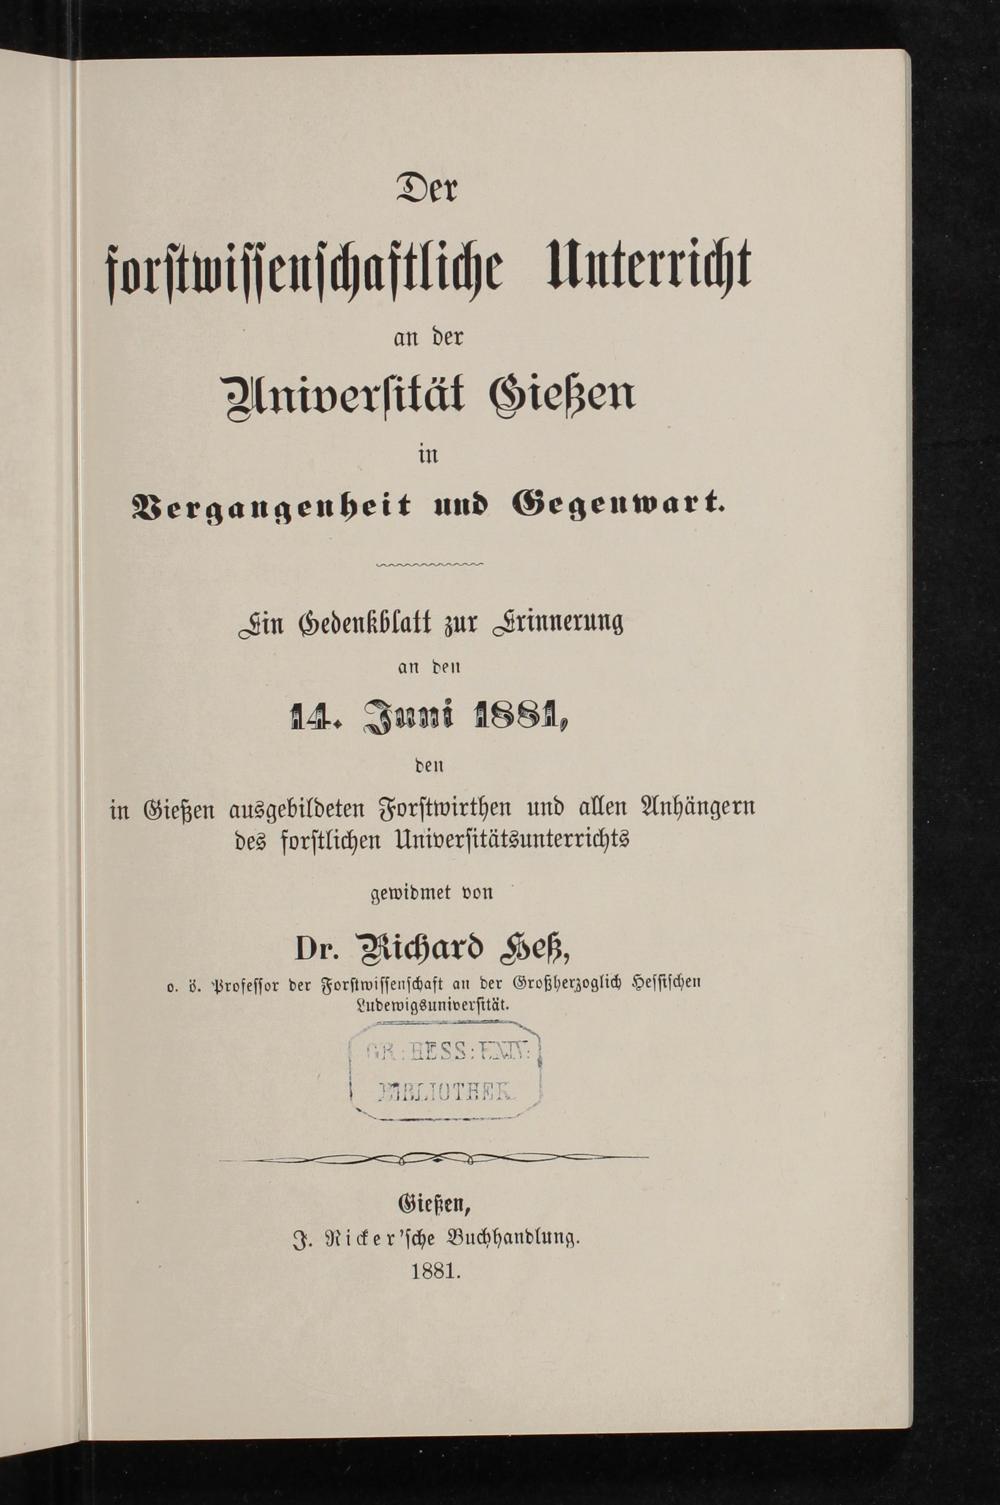 Der
forstwissenschaftliche Unterricht
an der
Universität Gießen
in
Vergangenheit und Gegenwart.
Ein Gedenkblatt zur Erinnerung
an den
14. Juni 1881,
den
in Gießen ausgebildeten Forstwirthen und allen Anhängern
des forstlichen Universitätsunterrichts
gewidmet von
Dr. Richard Heß,
o. ö. Professor der Forstwissenschaft an der Großherzoglich Hessischen
Ludewigsuniversität.
GR: HESS: UNIV:
BIBLIOTHEK.
Gießen,
J. Ricker'sche Buchhandlung.
1881.